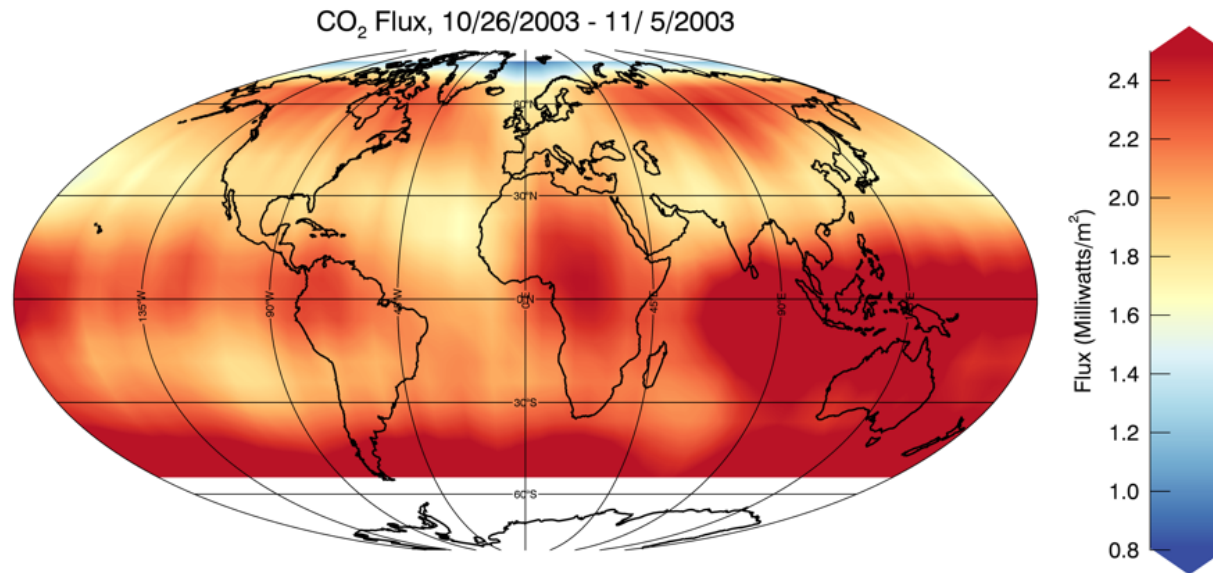 CO₂ Flux, 10/26/2003 - 11/ 5/2003
60°N
30°N
135°W
90°W
45°W
0°E
0°N
45°E
90°E
30°S
60°S
2.4
2.2
2.0
1.8
1.6
1.4
1.2
1.0
0.8
Flux (Milliwatts/m²)